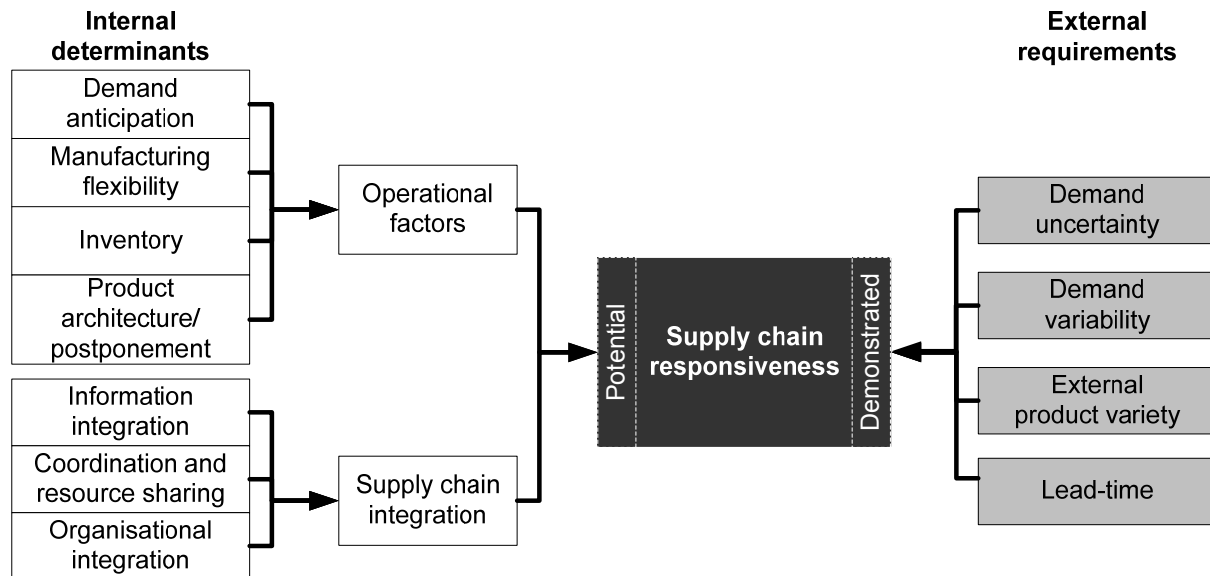 Internal
determinants
Demand
anticipation
Manufacturing
flexibility
Inventory
Product
architecture/
postponement
Information
integration
Coordination and
resource sharing
Organisational
integration
Operational
factors
Supply chain
integration
Potential
Supply chain
responsiveness
Demonstrated
External
requirements
Demand
uncertainty
Demand
variability
External
product variety
Lead-time